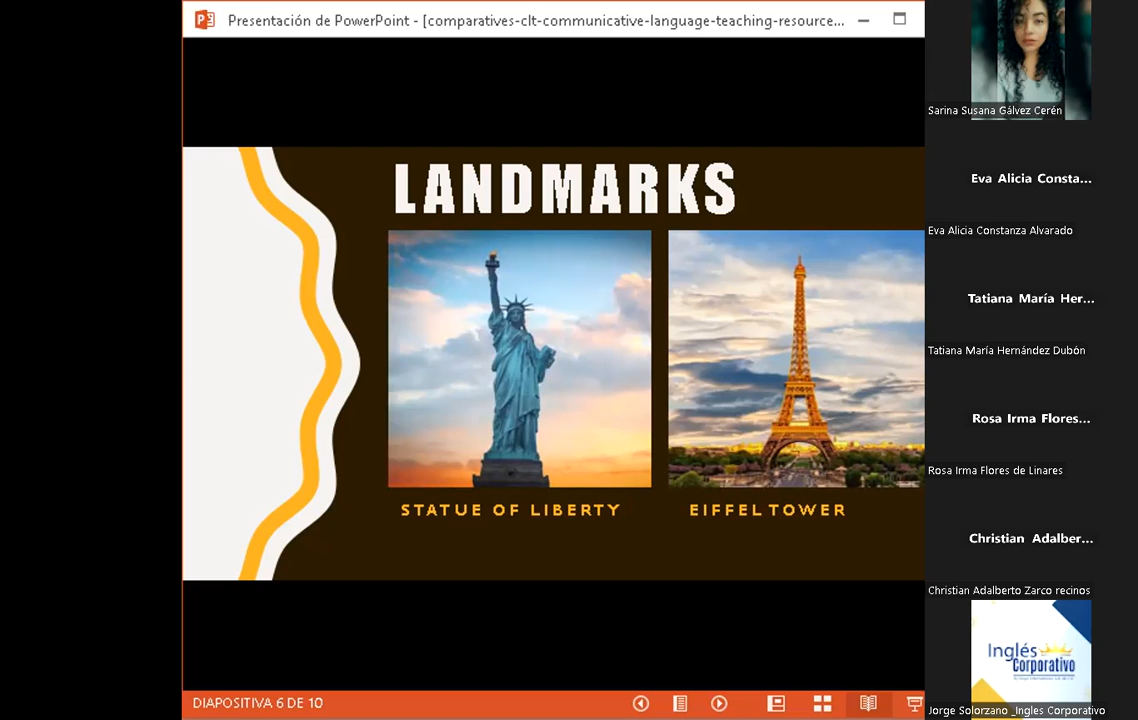 Presentación de PowerPoint - [comparatives-clt-communicative-language-teaching-resource...
LANDMARKS
STATUE OF LIBERTY
EIFFEL TOWER
DIAPOSITIVA 6 DE 10
Sarina Susana Gálvez Cerén
Eva Alicia Consta...
Eva Alicia Constanza Alvarado
Tatiana María Her...
Tatiana María Hernández Dubón
Rosa Irma Flores...
Rosa Irma Flores de Linares
Christian Adalber...
Christian Adalberto Zarco recinos
Inglés
Corporativo
Jorge Solorzano _Ingles Corporativo